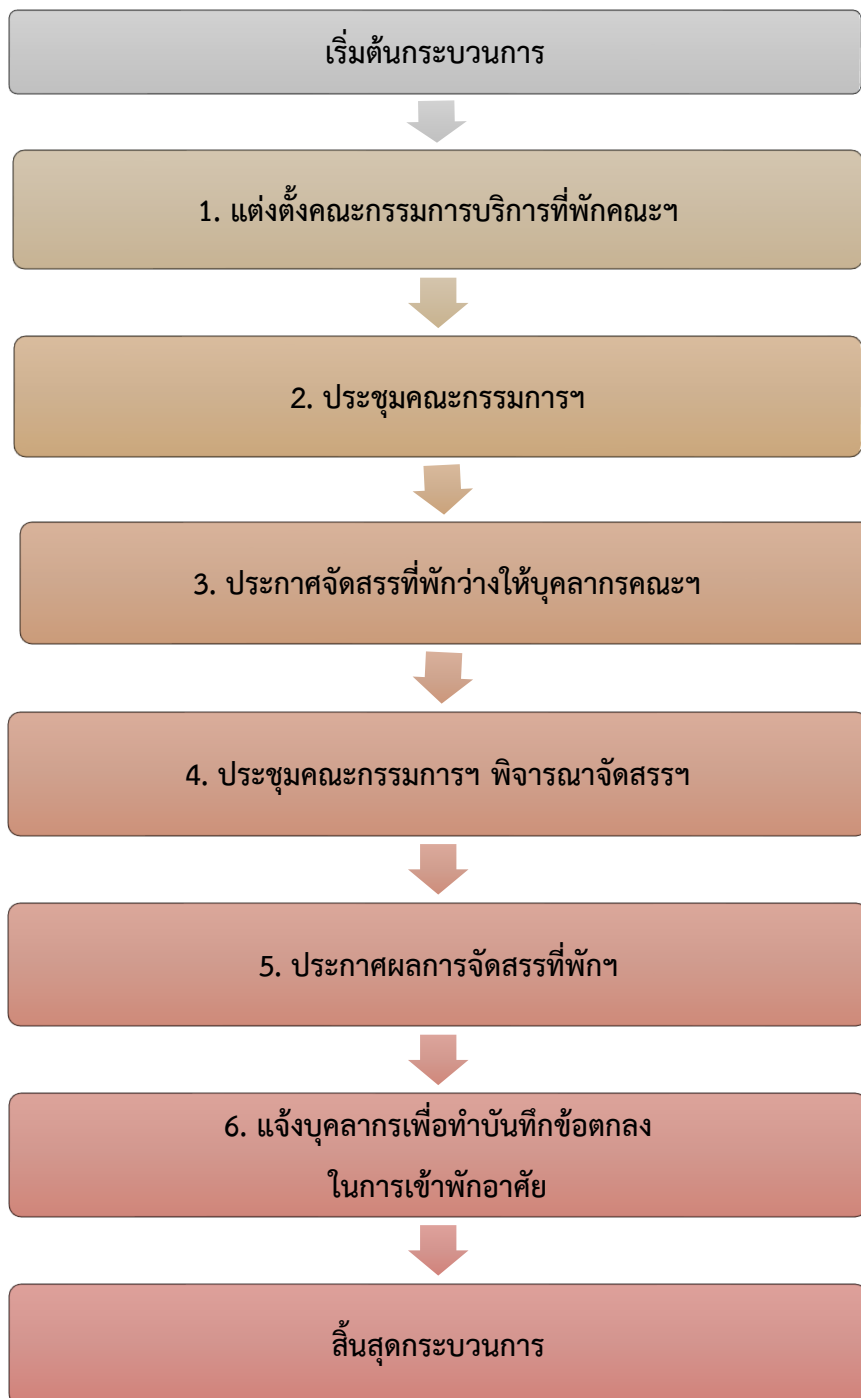 เริ่มต้นกระบวนการ
1. แต่งตั้งคณะกรรมการบริการที่พักคณะฯ
2. ประชุมคณะกรรมการฯ
3. ประกาศจัดสรรที่พักว่างให้บุคลากรคณะฯ
4. ประชุมคณะกรรมการฯ พิจารณาจัดสรรฯ
5. ประกาศผลการจัดสรรที่พักฯ
6. แจ้งบุคลากรเพื่อทำบันทึกข้อตกลง
ในการเข้าพักอาศัย
สิ้นสุดกระบวนการ